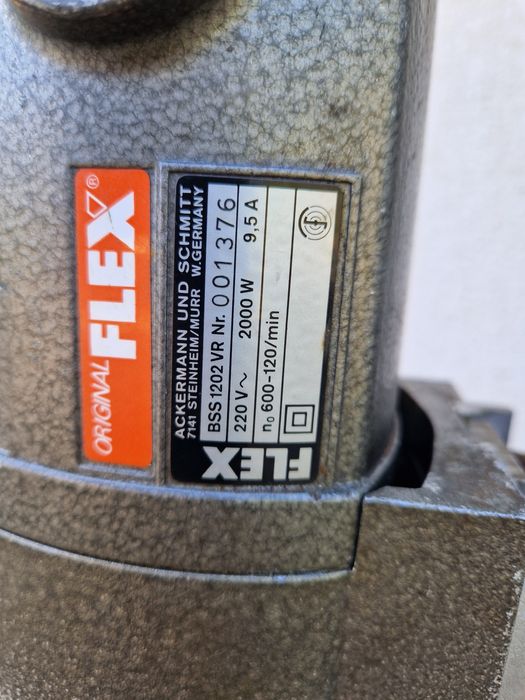 ORIGINAL
FLEX®
ACKERMANN UND SCHMITT
7141 STEINHEIM/MURR W.GERMANY
BSS 1202 VR Nr. 001376
220 V~ 2000 W 9,5 A
n₀ 600-120/min
FLEX